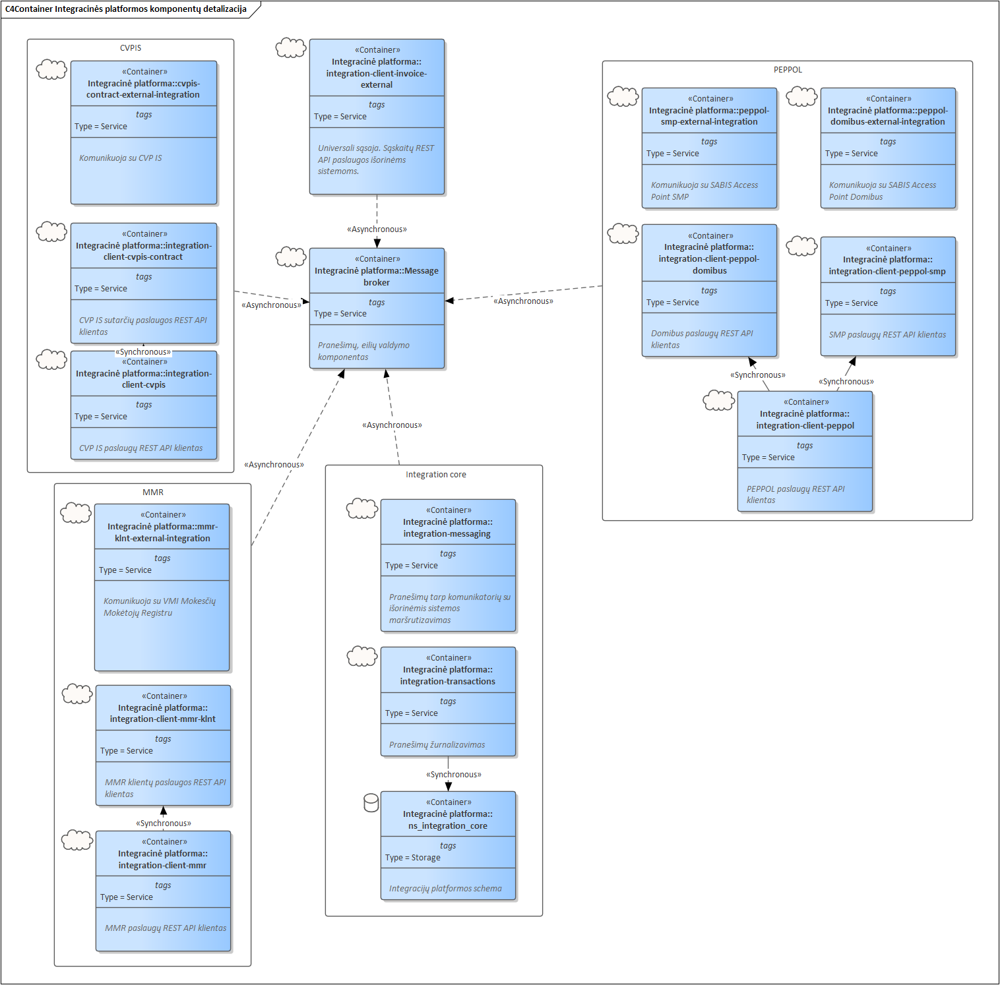 C4Container Integracinės platformos komponentų detalizacija
CVPIS
«Container»
Integracinė platforma::cvpis-
contract-external-integration
tags
Type = Service
Komunikuoja su CVP IS
«Container»
Integracinė platforma::integration-
client-cvpis-contract
tags
Type = Service
CVP IS sutarčių paslaugos REST API
klientas
«Synchronous»
«Container»
Integracinė platforma::integration-
client-cvpis
tags
Type = Service
CVP IS paslaugų REST API klientas
«Container»
Integracinė platforma::
integration-client-invoice-
external
tags
Type = Service
Universali sąsaja. Sąskaitų REST
API paslaugos išorinėms
sistemoms.
«Asynchronous»
«Container»
Integracinė platforma::Message
broker
tags
Type = Service
Pranešimų, eilių valdymo
komponentas
«Asynchronous»
«Asynchronous»
«Asynchronous»
«Asynchronous»
PEPPOL
«Container»
Integracinė platforma::peppol-
smp-external-integration
tags
Type = Service
Komunikuoja su SABIS Access
Point SMP
«Container»
Integracinė platforma::peppol-
domibus-external-integration
tags
Type = Service
Komunikuoja su SABIS Access
Point Domibus
«Container»
Integracinė platforma::
integration-client-peppol-
domibus
tags
Type = Service
Domibus paslaugų REST API
klientas
«Container»
Integracinė platforma::
integration-client-peppol-smp
tags
Type = Service
SMP paslaugų REST API klientas
«Synchronous»
«Synchronous»
«Container»
Integracinė platforma::
integration-client-peppol
tags
Type = Service
PEPPOL paslaugų REST API
klientas
MMR
«Container»
Integracinė platforma::mmr-
klnt-external-integration
tags
Type = Service
Komunikuoja su VMI Mokesčių
Mokėtojų Registru
«Container»
Integracinė platforma::
integration-client-mmr-klnt
tags
Type = Service
MMR klientų paslaugos REST API
klientas
«Synchronous»
«Container»
Integracinė platforma::
integration-client-mmr
tags
Type = Service
MMR paslaugų REST API klientas
Integration core
«Container»
Integracinė platforma::
integration-messaging
tags
Type = Service
Pranešimų tarp komunikatorių su
išorinėmis sistemos
maršrutizavimas
«Container»
Integracinė platforma::
integration-transactions
tags
Type = Service
Pranešimų žurnalizavimas
«Synchronous»
«Container»
Integracinė platforma::
ns_integration_core
tags
Type = Storage
Integracijų platformos schema